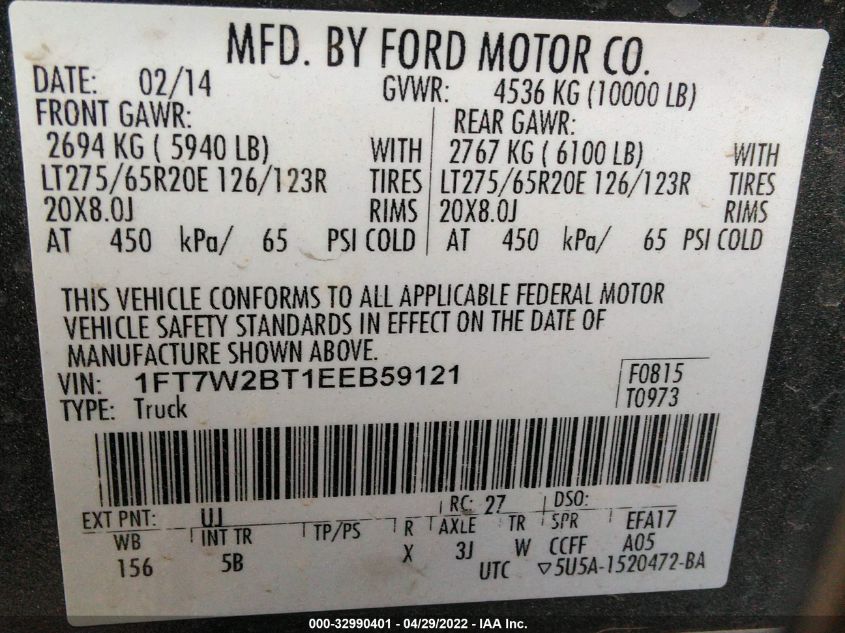 MFD. BY FORD MOTOR CO.
DATE: 02/14 GVWR: 4536 KG (10000 LB)
FRONT GAWR: REAR GAWR:
2694 KG ( 5940 LB) WITH 2767 KG ( 6100 LB) WITH
LT275/65R20E 126/123R TIRES LT275/65R20E 126/123R TIRES
20X8.0J RIMS 20X8.0J RIMS
AT 450 kPa/ 65 PSI COLD AT 450 kPa/ 65 PSI COLD
THIS VEHICLE CONFORMS TO ALL APPLICABLE FEDERAL MOTOR
VEHICLE SAFETY STANDARDS IN EFFECT ON THE DATE OF
MANUFACTURE SHOWN ABOVE.
VIN: 1FT7W2BT1EEB59121 F0815
TYPE: Truck T0973
EXT PNT: UJ RC: 27 DSO:
WB INT TR TP/PS R AXLE TR SPR EFA17
156 5B X 3J W CCFF A05
UTC ▽5U5A-1520472-BA
000-32990401 - 04/29/2022 - IAA Inc.